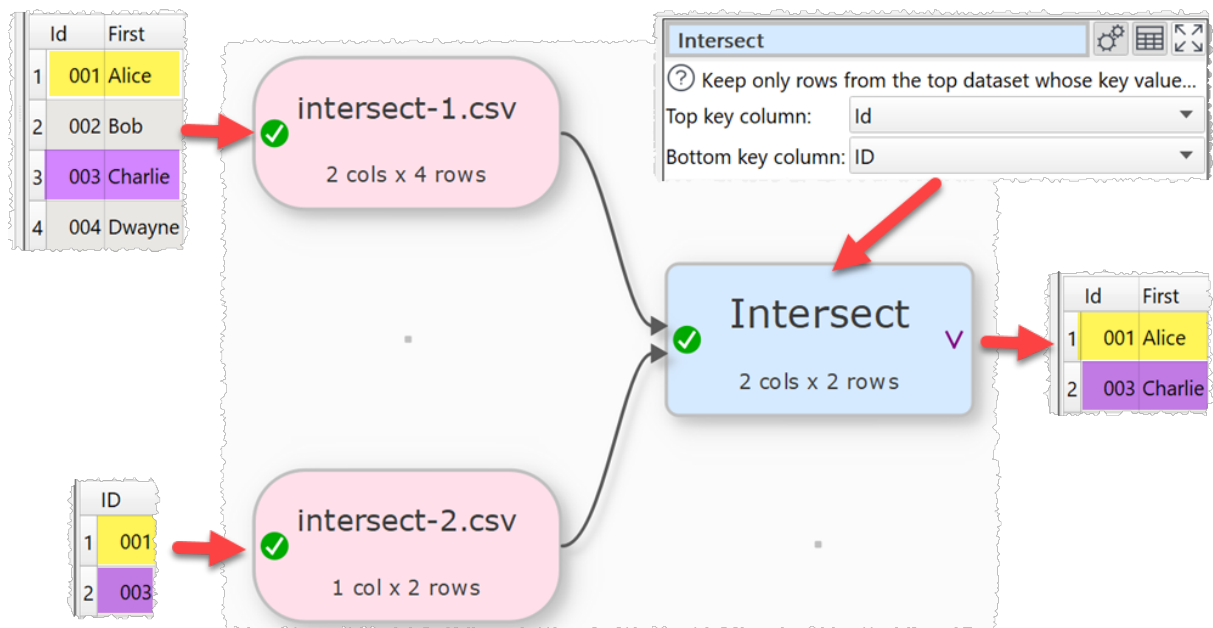 Id First
1 001 Alice
2 002 Bob
3 003 Charlie
4 004 Dwayne
intersect-1.csv
2 cols x 4 rows
Intersect
? Keep only rows from the top dataset whose key value...
Top key column: Id
Bottom key column: ID
Intersect
V
2 cols x 2 rows
Id First
1 001 Alice
2 003 Charlie
ID
1 001
2 003
intersect-2.csv
1 col x 2 rows